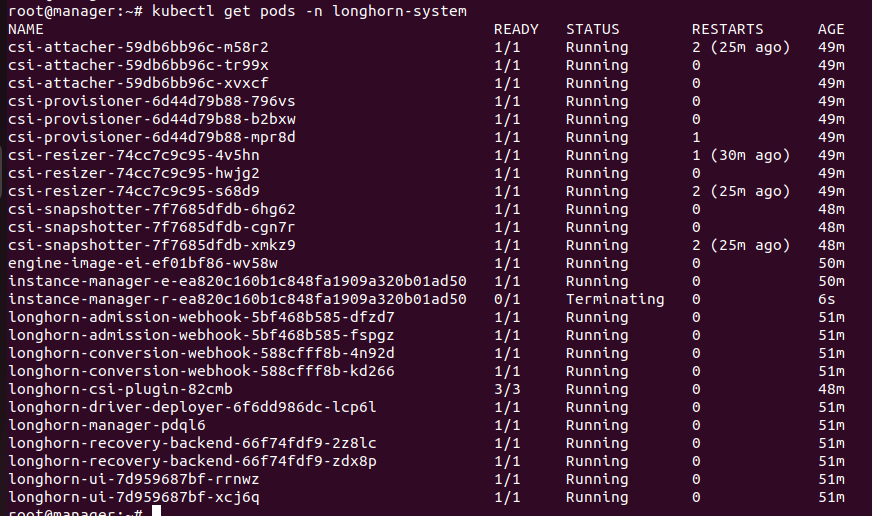 root@manager:~# kubectl get pods -n longhorn-system
NAME READY STATUS RESTARTS AGE
csi-attacher-59db6bb96c-m58r2 1/1 Running 2 (25m ago) 49m
csi-attacher-59db6bb96c-tr99x 1/1 Running 0 49m
csi-attacher-59db6bb96c-xvxcf 1/1 Running 0 49m
csi-provisioner-6d44d79b88-796vs 1/1 Running 0 49m
csi-provisioner-6d44d79b88-b2bxw 1/1 Running 0 49m
csi-provisioner-6d44d79b88-mpr8d 1/1 Running 1 49m
csi-resizer-74cc7c9c95-4v5hn 1/1 Running 1 (30m ago) 49m
csi-resizer-74cc7c9c95-hwjg2 1/1 Running 0 49m
csi-resizer-74cc7c9c95-s68d9 1/1 Running 2 (25m ago) 49m
csi-snapshotter-7f7685dfdb-6hg62 1/1 Running 0 48m
csi-snapshotter-7f7685dfdb-cgn7r 1/1 Running 0 48m
csi-snapshotter-7f7685dfdb-xmkz9 1/1 Running 2 (25m ago) 48m
engine-image-ei-ef01bf86-wv58w 1/1 Running 0 50m
instance-manager-e-ea820c160b1c848fa1909a320b01ad50 1/1 Running 0 50m
instance-manager-r-ea820c160b1c848fa1909a320b01ad50 0/1 Terminating 0 6s
longhorn-admission-webhook-5bf468b585-dfzd7 1/1 Running 0 51m
longhorn-admission-webhook-5bf468b585-fspgz 1/1 Running 0 51m
longhorn-conversion-webhook-588cfff8b-4n92d 1/1 Running 0 51m
longhorn-conversion-webhook-588cfff8b-kd266 1/1 Running 0 51m
longhorn-csi-plugin-82cmb 3/3 Running 0 48m
longhorn-driver-deployer-6f6dd986dc-lcp6l 1/1 Running 0 51m
longhorn-manager-pdql6 1/1 Running 0 51m
longhorn-recovery-backend-66f74fdf9-2z8lc 1/1 Running 0 51m
longhorn-recovery-backend-66f74fdf9-zdx8p 1/1 Running 0 51m
longhorn-ui-7d959687bf-rrnwz 1/1 Running 0 51m
longhorn-ui-7d959687bf-xcj6q 1/1 Running 0 51m
root@manager:~#